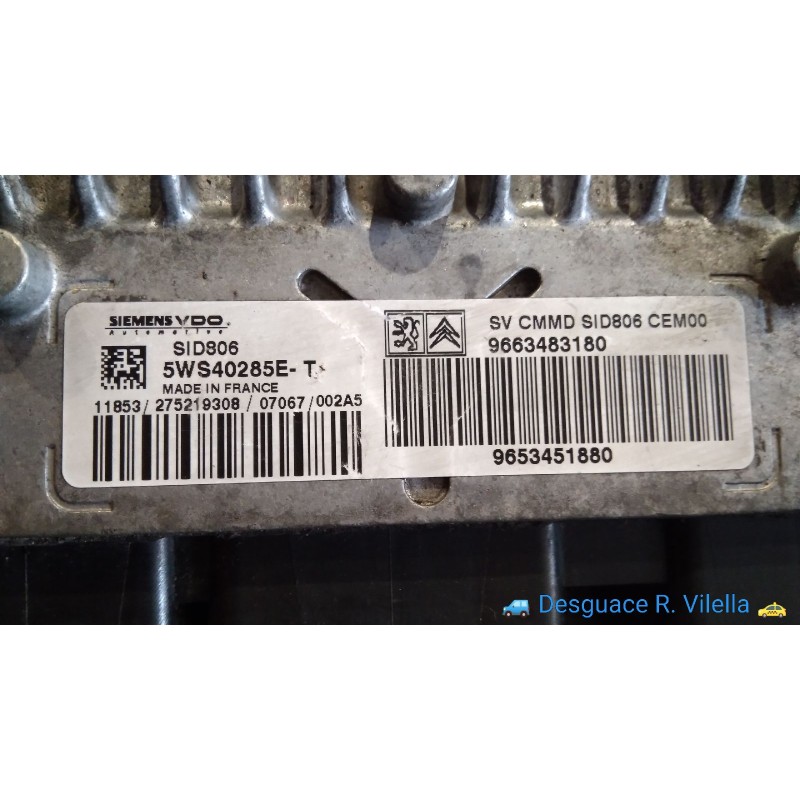 SIEMENS VDO
Automotive
SID806
5WS40285E- T
MADE IN FRANCE
11853/ 275219308 / 07067 / 002A5
SV CMMD SID806 CEM00
9663483180
9653451880
Desguace R. Vilella